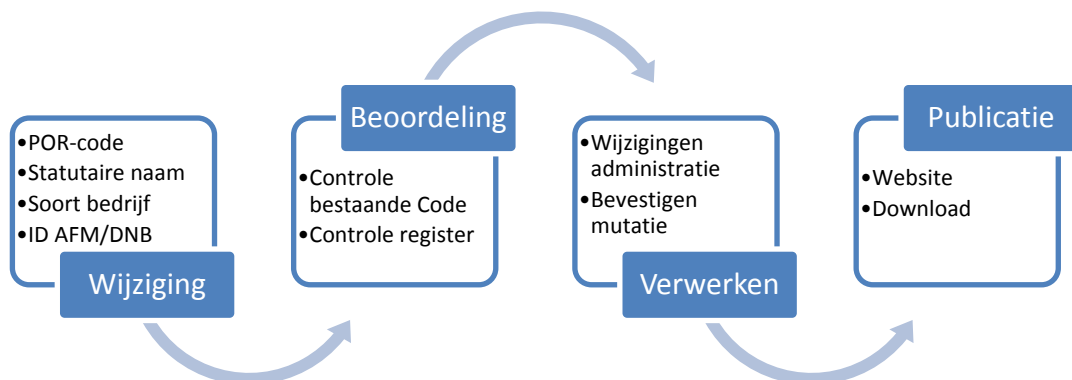 •POR-code
•Statutaire naam
•Soort bedrijf
•ID AFM/DNB
Wijziging
Beoordeling
•Controle
bestaande Code
•Controle register
•Wijzigingen
administratie
•Bevestigen
mutatie
Verwerken
Publicatie
•Website
•Download